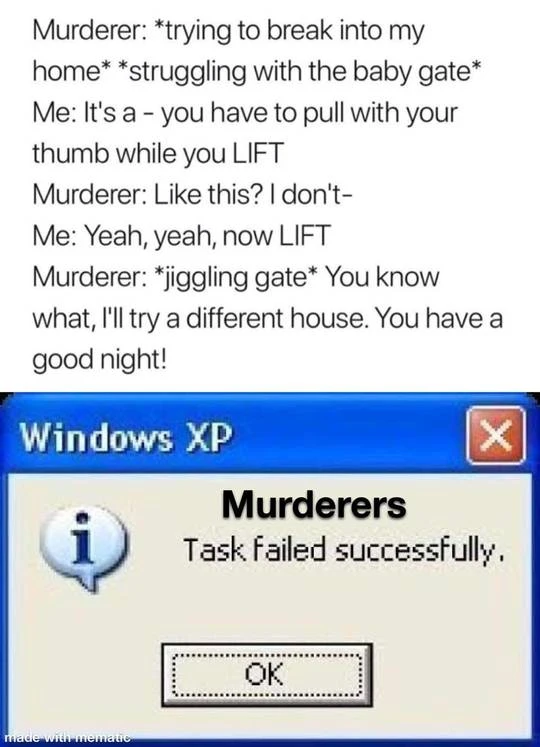 Murderer: *trying to break into my
home* *struggling with the baby gate*
Me: It's a - you have to pull with your
thumb while you LIFT
Murderer: Like this? I don't-
Me: Yeah, yeah, now LIFT
Murderer: *jiggling gate* You know
what, I'll try a different house. You have a
good night!
Windows XP
Murderers
Task failed successfully.
OK
made with mematic